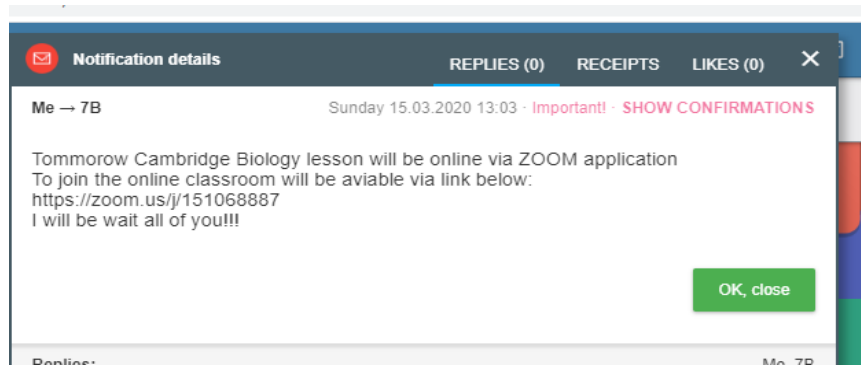 Notification details
REPLIES (0) RECEIPTS LIKES (0) ×
Me → 7B
Sunday 15.03.2020 13:03 · Important! · SHOW CONFIRMATIONS
Tommorow Cambridge Biology lesson will be online via ZOOM application
To join the online classroom will be aviable via link below:
https://zoom.us/j/151068887
I will be wait all of you!!!
OK, close
Replies: Me, 7B